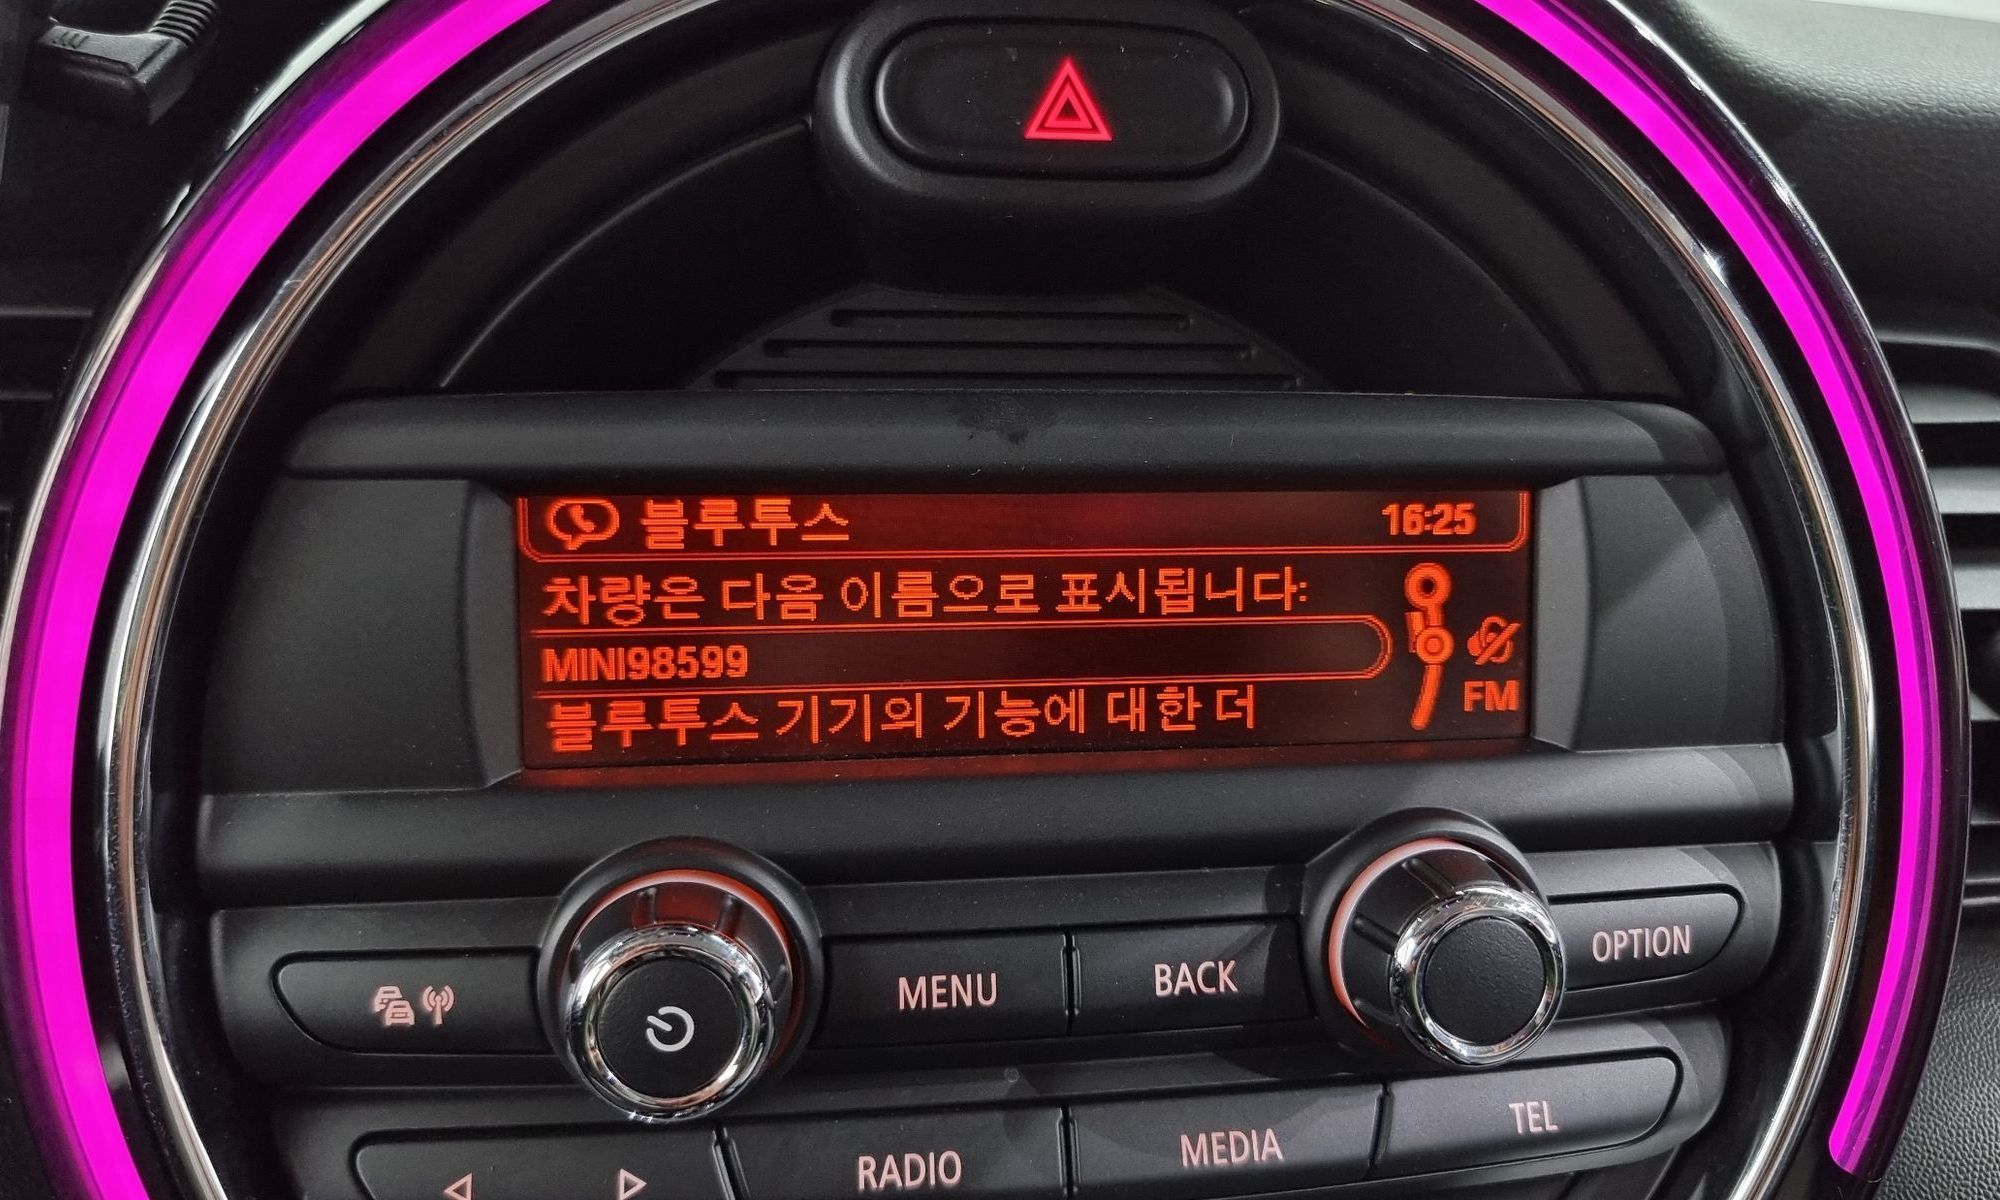 블루투스 16:25
차량은 다음 이름으로 표시됩니다:
MINI98599
블루투스 기기의 기능에 대한 더
FM
MENU BACK OPTION
RADIO MEDIA TEL